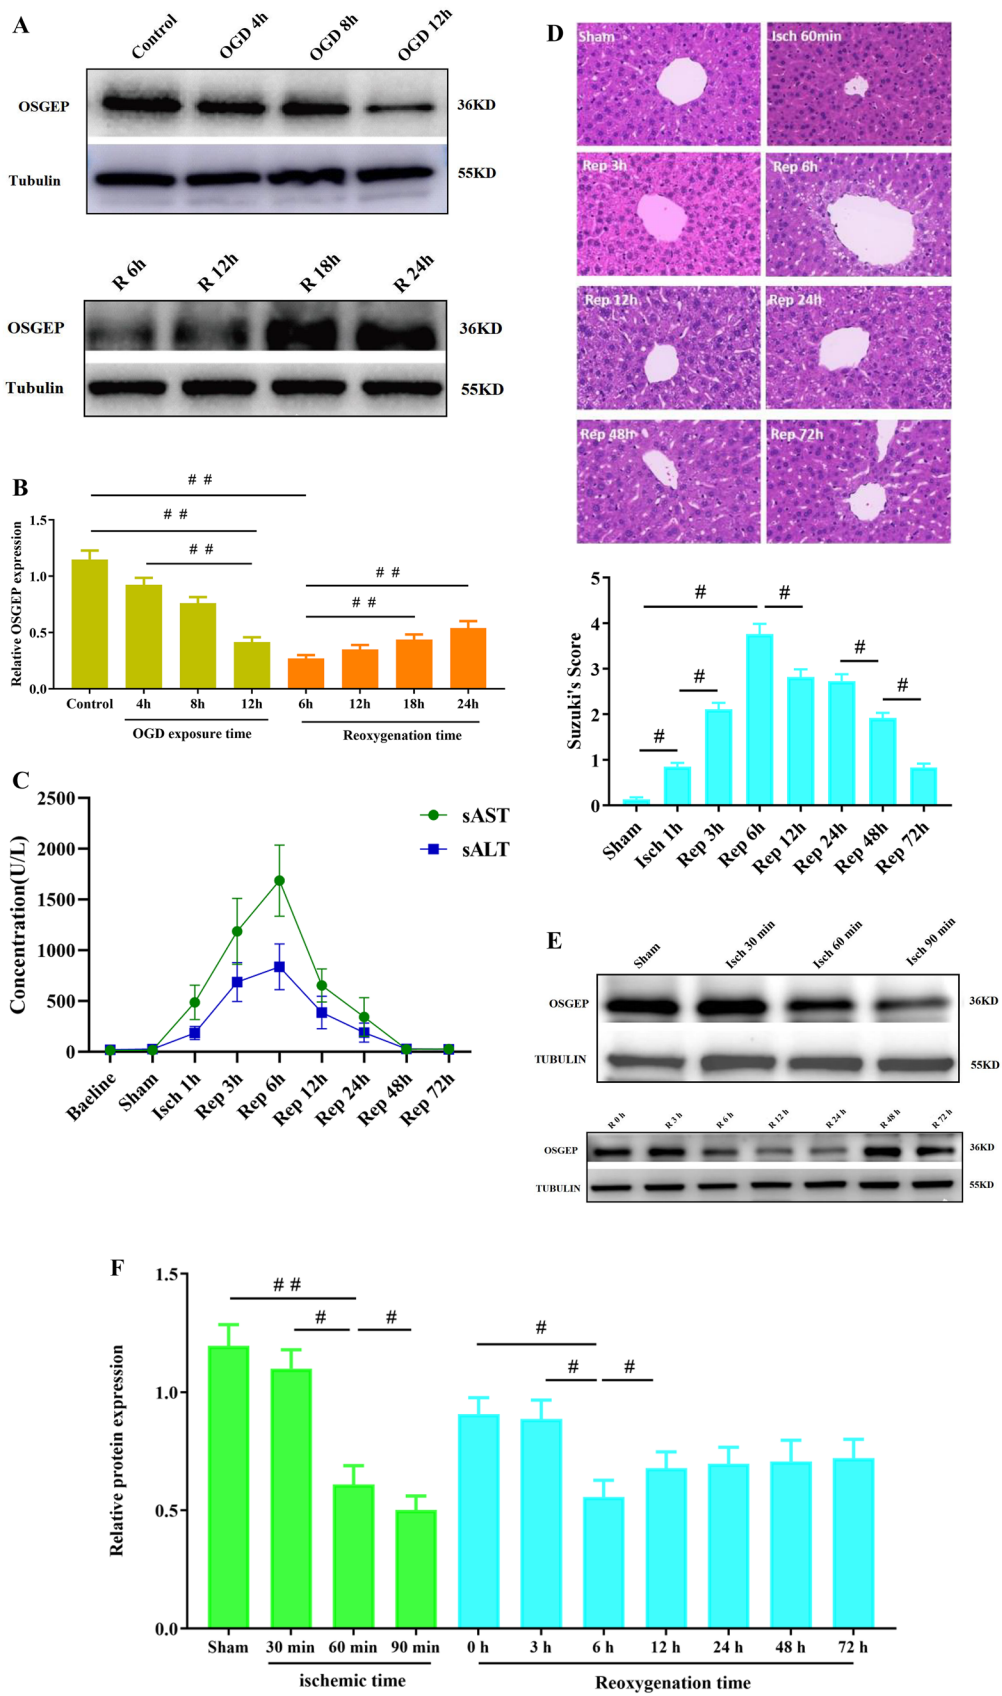 A
Control
OGD 4h
OGD 8h
OGD 12h
OSGEP
36KD
Tubulin
55KD
R 6h
R 12h
R 18h
R 24h
OSGEP
36KD
Tubulin
55KD
B
Relative OSGEP expression
1.5
1.0
0.5
0.0
# #
# #
# #
# #
# #
Control
4h
8h
12h
6h
12h
18h
24h
OGD exposure time
Reoxygenation time
C
Concentration(U/L)
2500
2000
1500
1000
500
0
sAST
sALT
Baeline
Sham
Isch 1h
Rep 3h
Rep 6h
Rep 12h
Rep 24h
Rep 48h
Rep 72h
D
Sham
Isch 60min
Rep 3h
Rep 6h
Rep 12h
Rep 24h
Rep 48h
Rep 72h
Suzuki's Score
5
4
3
2
1
0
#
#
#
#
#
#
Sham
Isch 1h
Rep 3h
Rep 6h
Rep 12h
Rep 24h
Rep 48h
Rep 72h
E
Sham
Isch 30 min
Isch 60 min
Isch 90 min
OSGEP
36KD
TUBULIN
55KD
R 0 h
R 3 h
R 6 h
R 12 h
R 24 h
R 48 h
R 72 h
OSGEP
36KD
TUBULIN
55KD
F
Relative protein expression
1.5
1.0
0.5
0.0
# #
#
#
#
#
#
Sham
30 min
60 min
90 min
0 h
3 h
6 h
12 h
24 h
48 h
72 h
ischemic time
Reoxygenation time